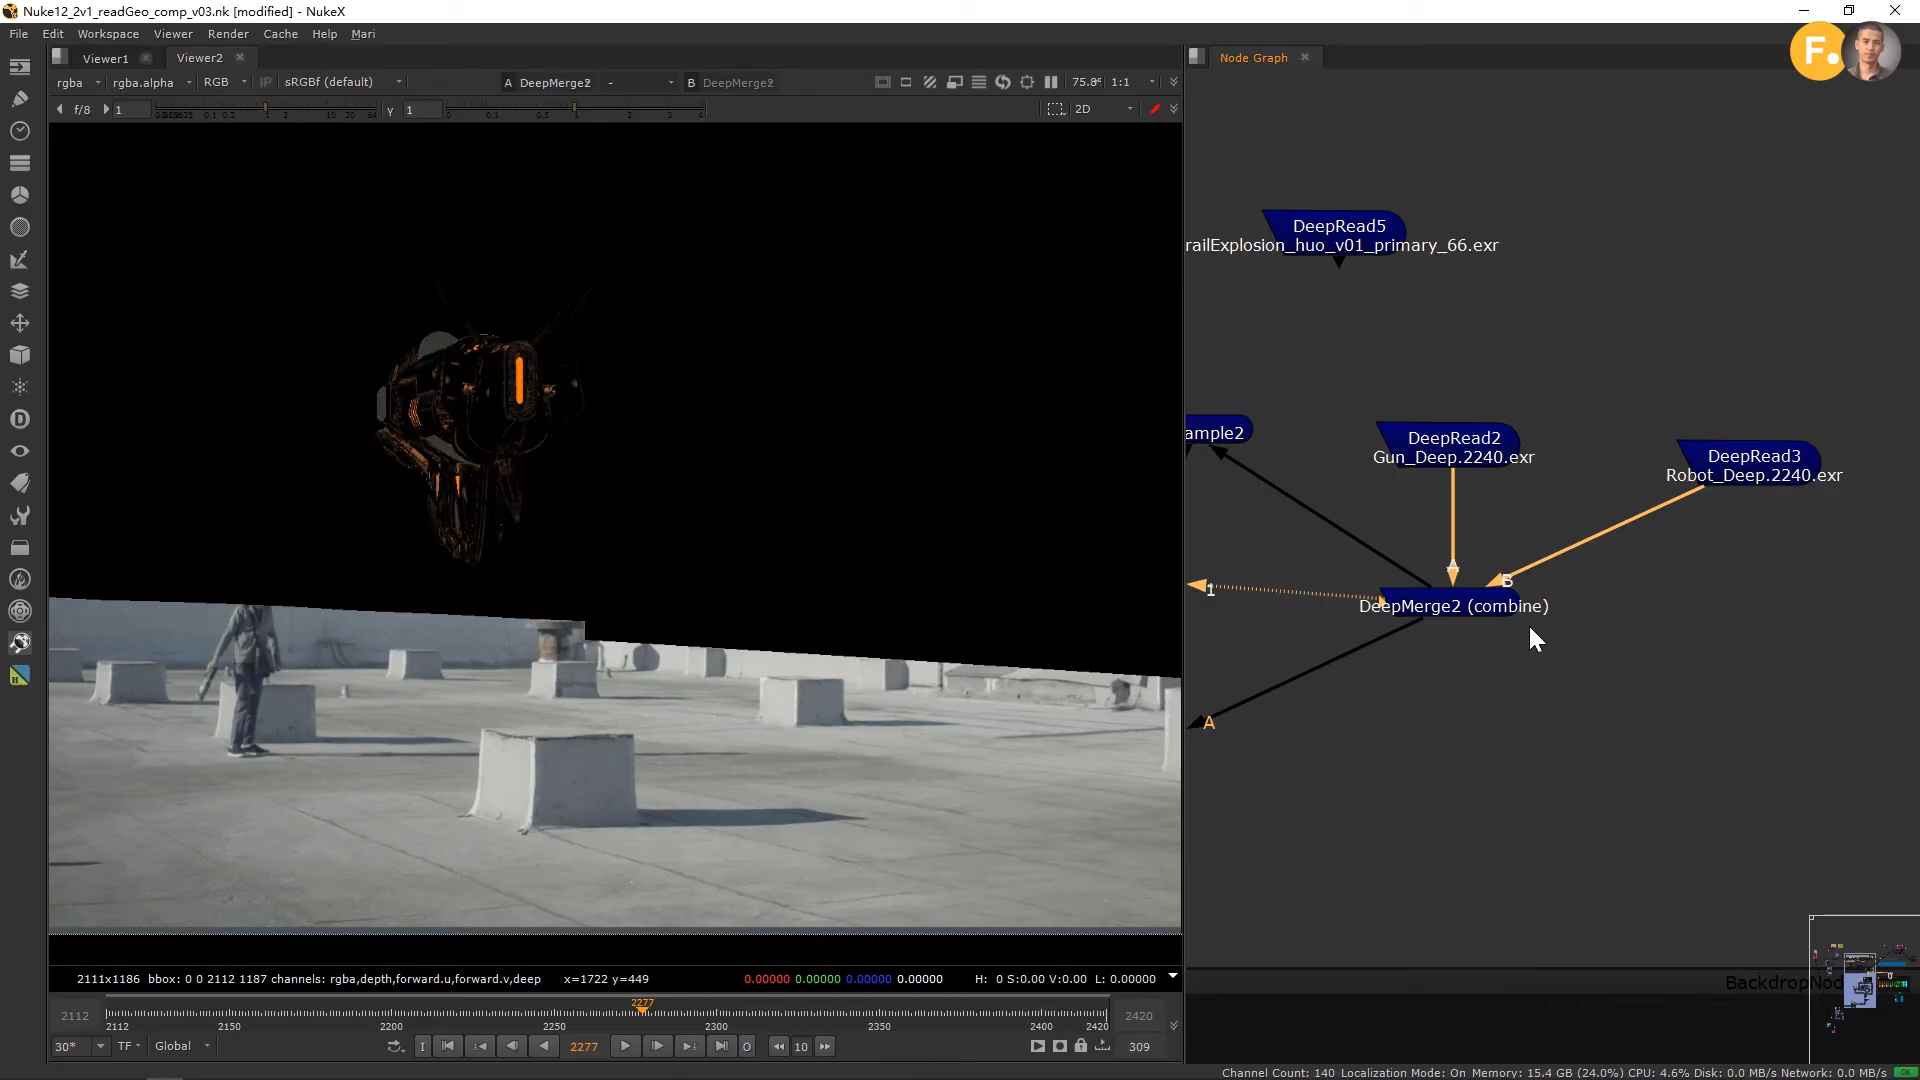 Nuke12_2v1_readGeo_comp_v03.nk [modified] - NukeX
File Edit Workspace Viewer Render Cache Help Mari
Viewer1 Viewer2 Node Graph
rgba rgba.alpha RGB IP sRGBf (default) A DeepMerge2 - B DeepMerge2 75.8 1:1
f/8 1 γ 1 2D
DeepRead5
railExplosion_huo_v01_primary_66.exr
ample2
DeepRead2
Gun_Deep.2240.exr
DeepRead3
Robot_Deep.2240.exr
A
B
1
DeepMerge2 (combine)
A
F.
BackdropNod
2111x1186 bbox: 0 0 2112 1187 channels: rgba,depth,forward.u,forward.v,deep x=1722 y=449 0.00000 0.00000 0.00000 0.00000 H: 0 S:0.00 V:0.00 L: 0.00000
2277
2112 2420
2112 2150 2200 2250 2300 2350 2400 2420
30* TF Global I 2277 O 10 309
Channel Count: 140 Localization Mode: On Memory: 15.4 GB (24.0%) CPU: 4.6% Disk: 0.0 MB/s Network: 0.0 MB/s